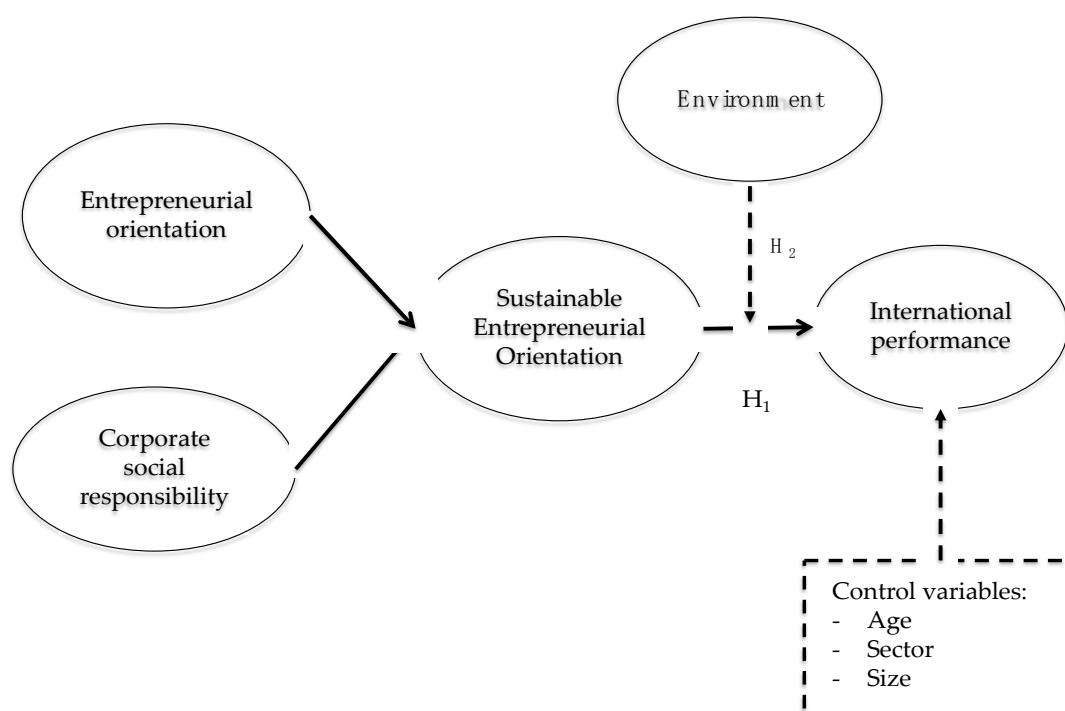 Environment
Entrepreneurial
orientation
H₂
Sustainable
Entrepreneurial
Orientation
International
performance
H₁
Corporate
social
responsibility
Control variables:
- Age
- Sector
- Size